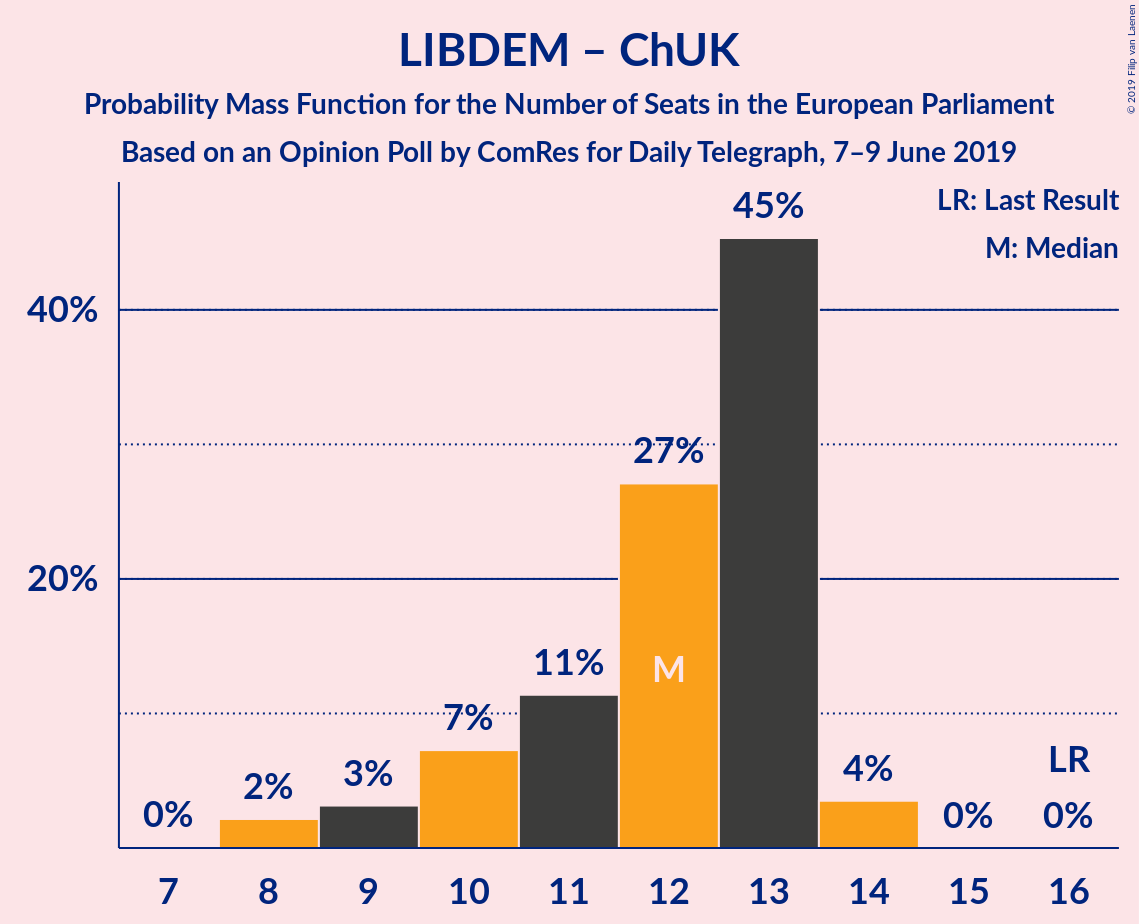 LIBDEM – ChUK
Probability Mass Function for the Number of Seats in the European Parliament
Based on an Opinion Poll by ComRes for Daily Telegraph, 7–9 June 2019
© 2019 Filip van Laenen
LR: Last Result
M: Median
45%
40%
27%
20%
M
11%
7%
LR
2%
3%
4%
0%
0%
0%
7 8 9 10 11 12 13 14 15 16